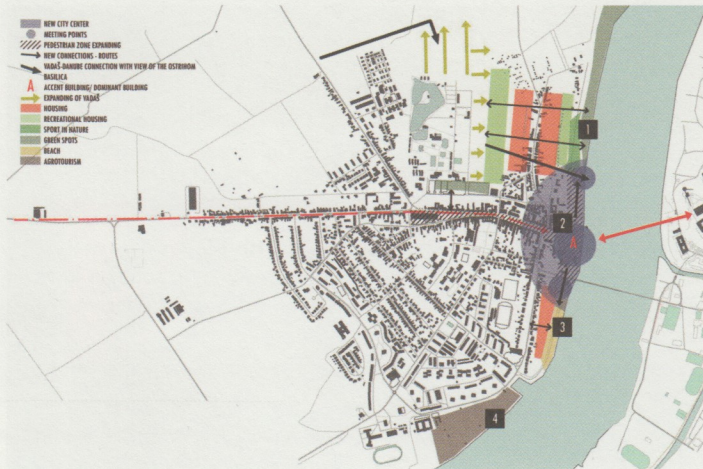 NEW CITY CENTER
MEETING POINTS
PEDESTRIAN ZONE EXPANDING
NEW CONNECTIONS - ROUTES
VADAŠ-DANUBE CONNECTION WITH VIEW OF THE OSTRIHOM
BASILICA
A ACCENT BUILDING/ DOMINANT BUILDING
EXPANDING OF VADAŠ
HOUSING
RECREATIONAL HOUSING
SPORT IN NATURE
GREEN SPOTS
BEACH
AGROTOURISM
1
2
A
3
4